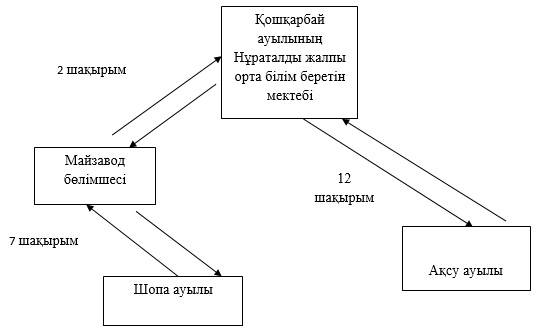 Қошқарбай
ауылының
Нұраталды жалпы
орта білім беретін
мектебі
2 шақырым
Майзавод
бөлімшесі
12
шақырым
7 шақырым
Шопа ауылы
Ақсу ауылы